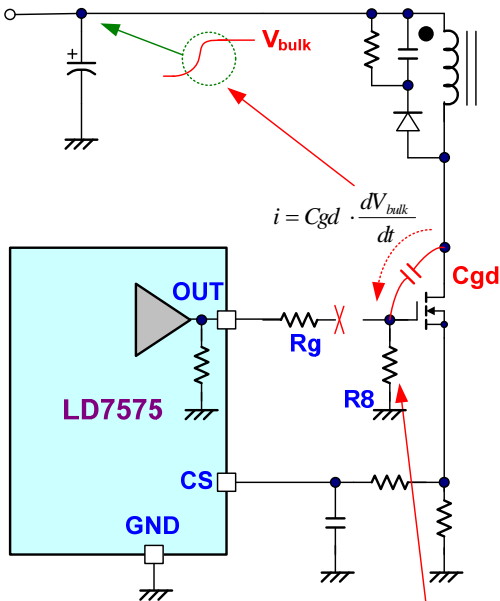 +
Vbulk
i = Cgd · dVbulk / dt
Cgd
OUT
Rg
R8
LD7575
CS
GND